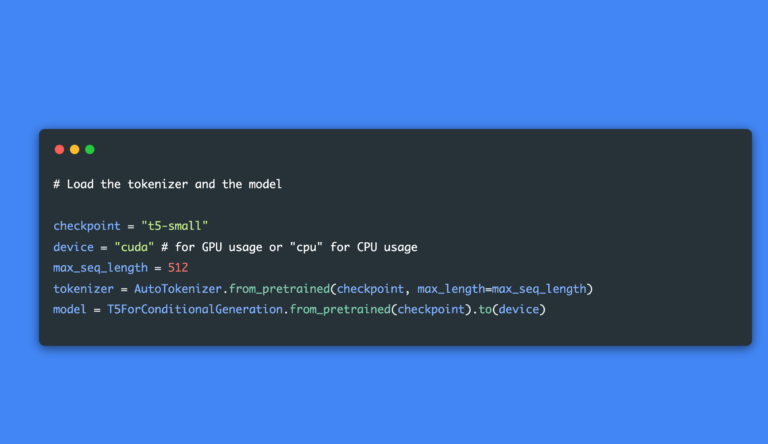 # Load the tokenizer and the model
checkpoint = "t5-small"
device = "cuda" # for GPU usage or "cpu" for CPU usage
max_seq_length = 512
tokenizer = AutoTokenizer.from_pretrained(checkpoint, max_length=max_seq_length)
model = T5ForConditionalGeneration.from_pretrained(checkpoint).to(device)